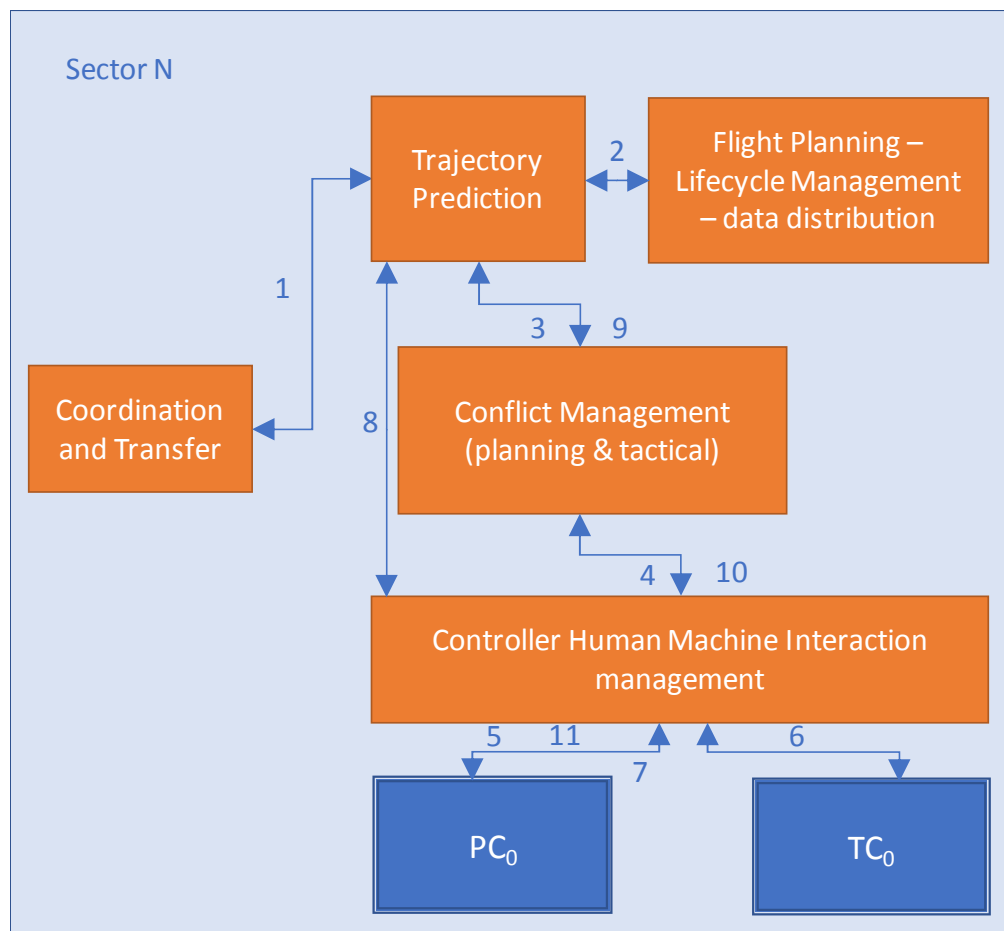 Sector N
Trajectory
Prediction
2
Flight Planning –
Lifecycle Management
– data distribution
1
3
9
Coordination
and Transfer
8
Conflict Management
(planning & tactical)
4
10
Controller Human Machine Interaction
management
5
11
6
7
PC0
TC0